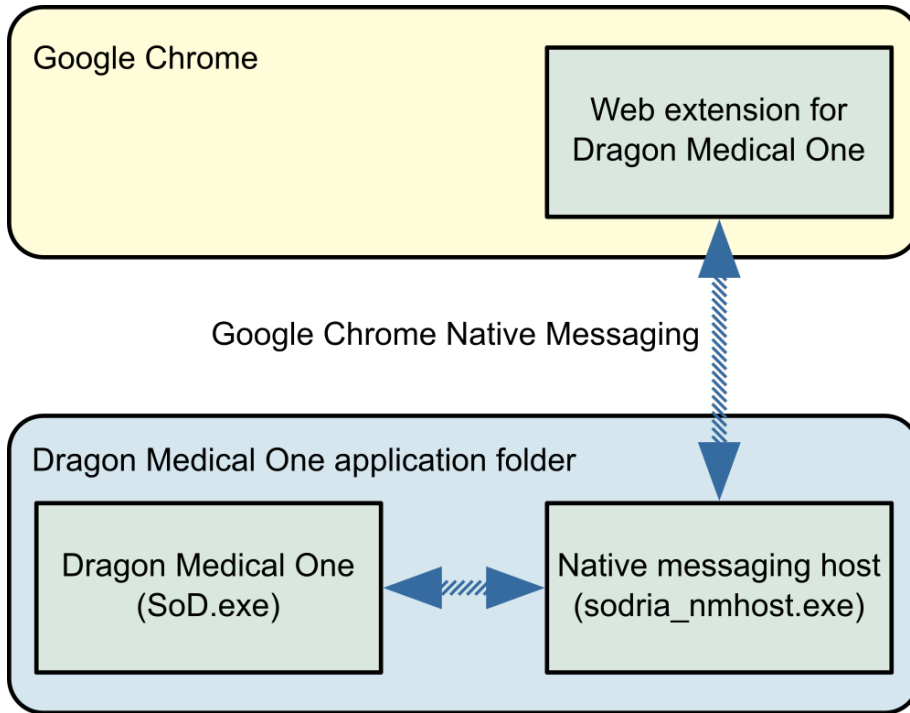 Google Chrome
Web extension for
Dragon Medical One
Google Chrome Native Messaging
Dragon Medical One application folder
Dragon Medical One
(SoD.exe)
Native messaging host
(sodria_nmhost.exe)